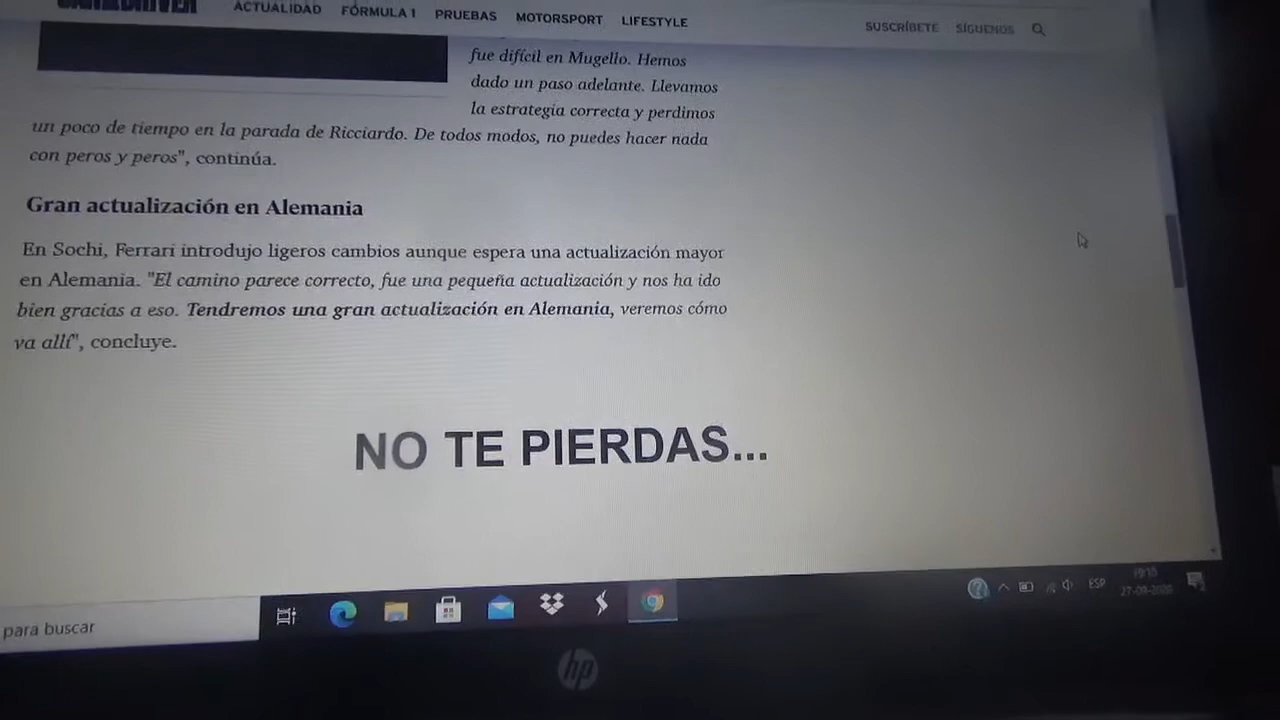 ACTUALIDAD FÓRMULA 1 PRUEBAS MOTORSPORT LIFESTYLE
SUSCRÍBETE SÍGUENOS
fue difícil en Mugello. Hemos
dado un paso adelante. Llevamos
la estrategia correcta y perdimos
un poco de tiempo en la parada de Ricciardo. De todos modos, no puedes hacer nada
con peros y peros", continúa.
Gran actualización en Alemania
En Sochi, Ferrari introdujo ligeros cambios aunque espera una actualización mayor
en Alemania. "El camino parece correcto, fue una pequeña actualización y nos ha ido
bien gracias a eso. Tendremos una gran actualización en Alemania, veremos cómo
va allí", concluye.
NO TE PIERDAS...
para buscar
ESP
27-09-2020
hp